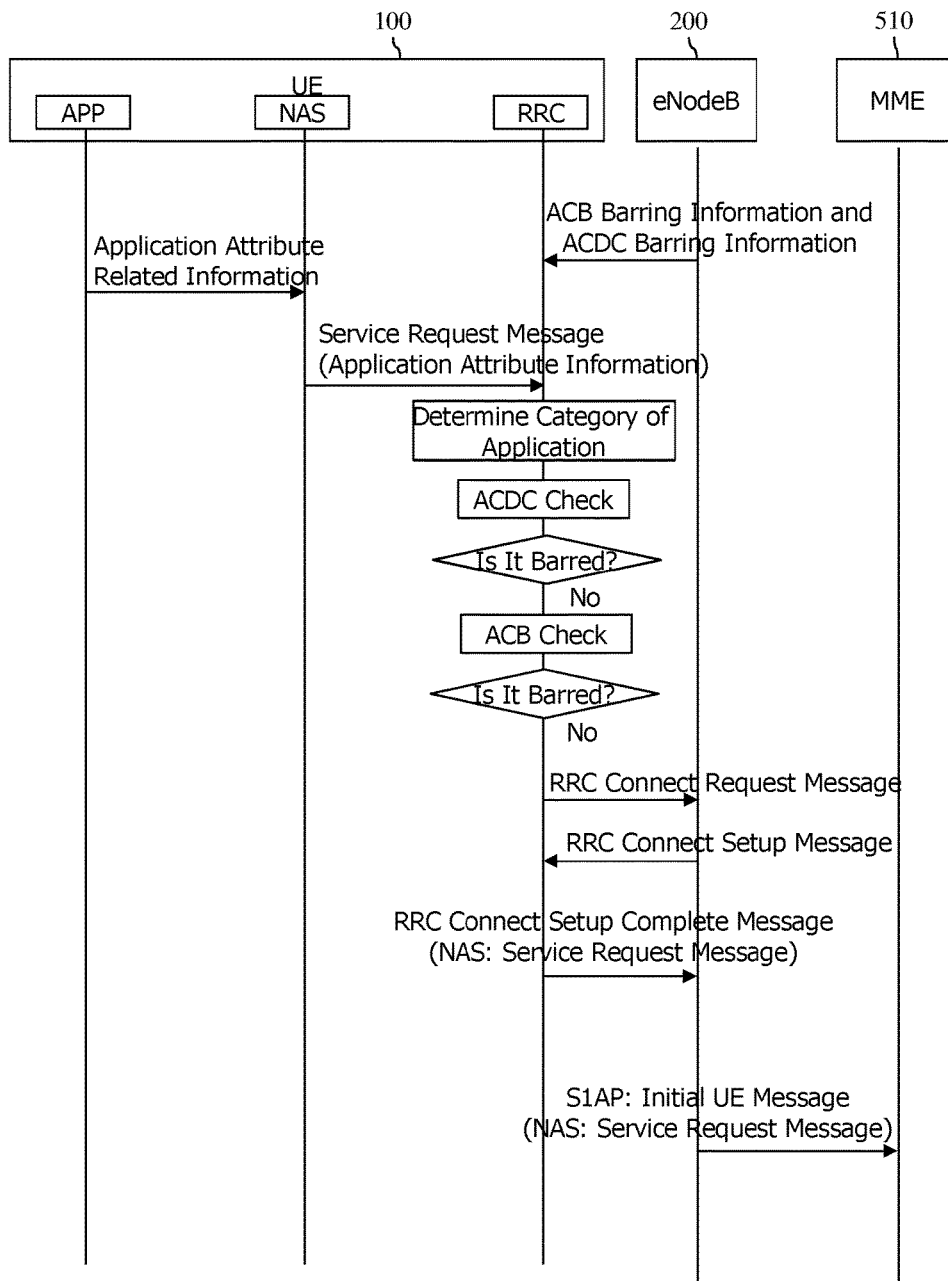 100
200
510
UE
APP
NAS
RRC
eNodeB
MME
ACB Barring Information and
ACDC Barring Information
Application Attribute
Related Information
Service Request Message
(Application Attribute Information)
Determine Category of
Application
ACDC Check
Is It Barred?
No
ACB Check
Is It Barred?
No
RRC Connect Request Message
RRC Connect Setup Message
RRC Connect Setup Complete Message
(NAS: Service Request Message)
S1AP: Initial UE Message
(NAS: Service Request Message)